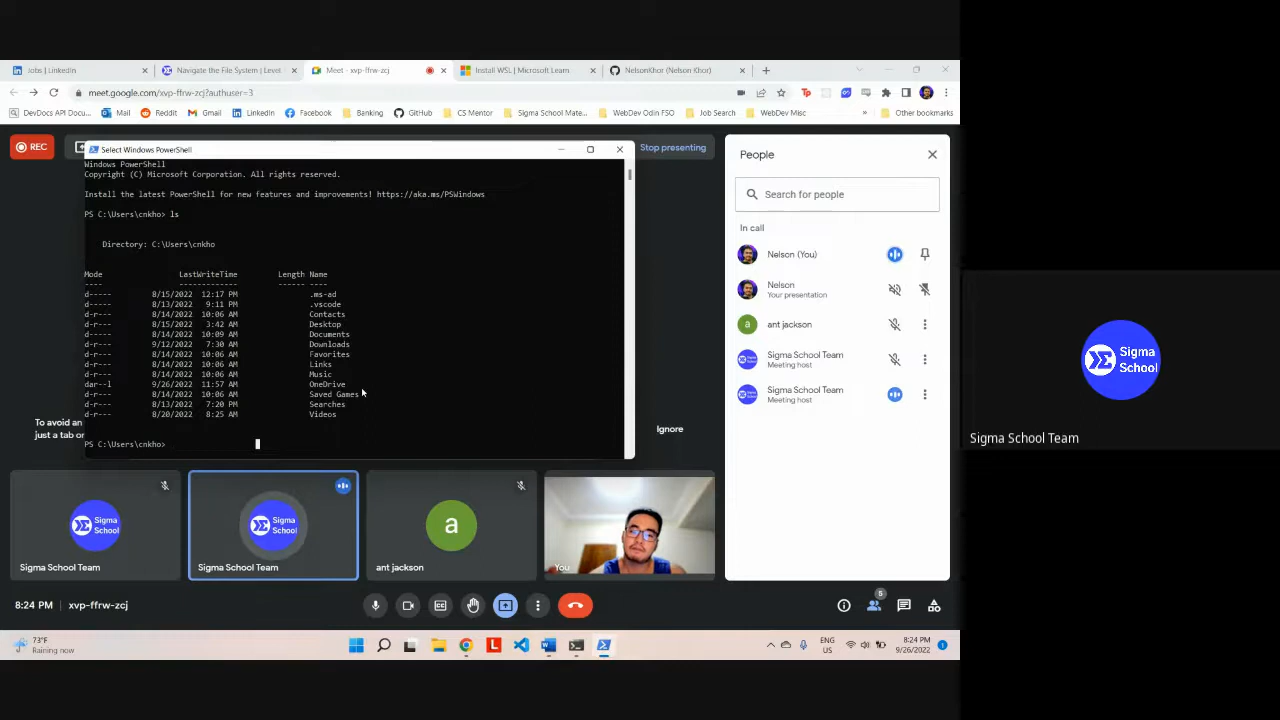 Jobs | LinkedIn
Navigate the File System | Level
Meet - xvp-ffrw-zcj
Install WSL | Microsoft Learn
NelsonKhor (Nelson Khor)
meet.google.com/xvp-ffrw-zcj?authuser=3
DevDocs API Docu...
Mail
Reddit
Gmail
LinkedIn
Facebook
Banking
GitHub
CS Mentor
Sigma School Mate...
WebDev Odin FSO
Job Search
WebDev Misc
Other bookmarks
REC
Stop presenting
Select Windows PowerShell
Windows PowerShell
Copyright (C) Microsoft Corporation. All rights reserved.
Install the latest PowerShell for new features and improvements! https://aka.ms/PSWindows
PS C:\Users\cnkho> ls
Directory: C:\Users\cnkho
Mode LastWriteTime Length Name
---- ------------- ------ ----
d----- 8/15/2022 12:17 PM .ms-ad
d----- 8/13/2022 9:11 PM .vscode
d-r--- 8/14/2022 10:06 AM Contacts
d-r--- 8/15/2022 3:42 AM Desktop
d----- 8/14/2022 10:09 AM Documents
d-r--- 9/12/2022 7:30 AM Downloads
d-r--- 8/14/2022 10:06 AM Favorites
d-r--- 8/14/2022 10:06 AM Links
d-r--- 8/14/2022 10:06 AM Music
dar--l 9/26/2022 11:57 AM OneDrive
d-r--- 8/14/2022 10:06 AM Saved Games
d-r--- 8/13/2022 7:20 PM Searches
d-r--- 8/20/2022 8:25 AM Videos
PS C:\Users\cnkho>
To avoid an
just a tab or
Ignore
People
Search for people
In call
Nelson (You)
Nelson
Your presentation
a
ant jackson
Sigma School Team
Meeting host
Sigma School Team
Meeting host
Sigma
School
Sigma School Team
Sigma
School
Sigma School Team
a
ant jackson
You
Sigma
School
Sigma School Team
8:24 PM | xvp-ffrw-zcj
5
73°F
Raining now
ENG
US
8:24 PM
9/26/2022
1